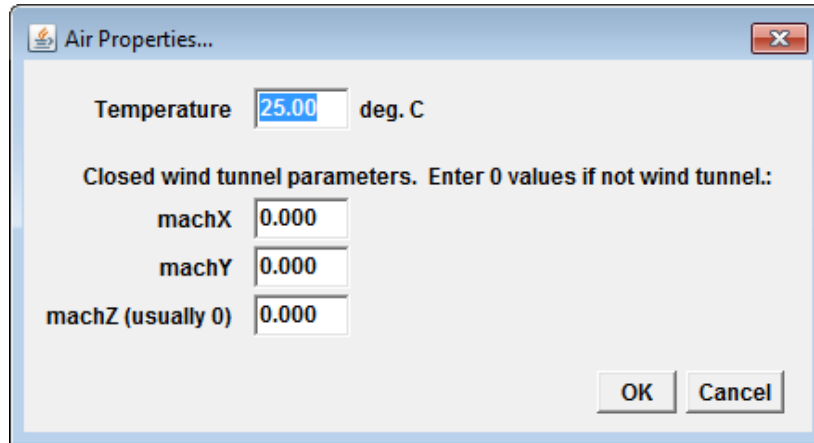 Air Properties...
Temperature 25.00 deg. C
Closed wind tunnel parameters. Enter 0 values if not wind tunnel.:
machX 0.000
machY 0.000
machZ (usually 0) 0.000
OK Cancel